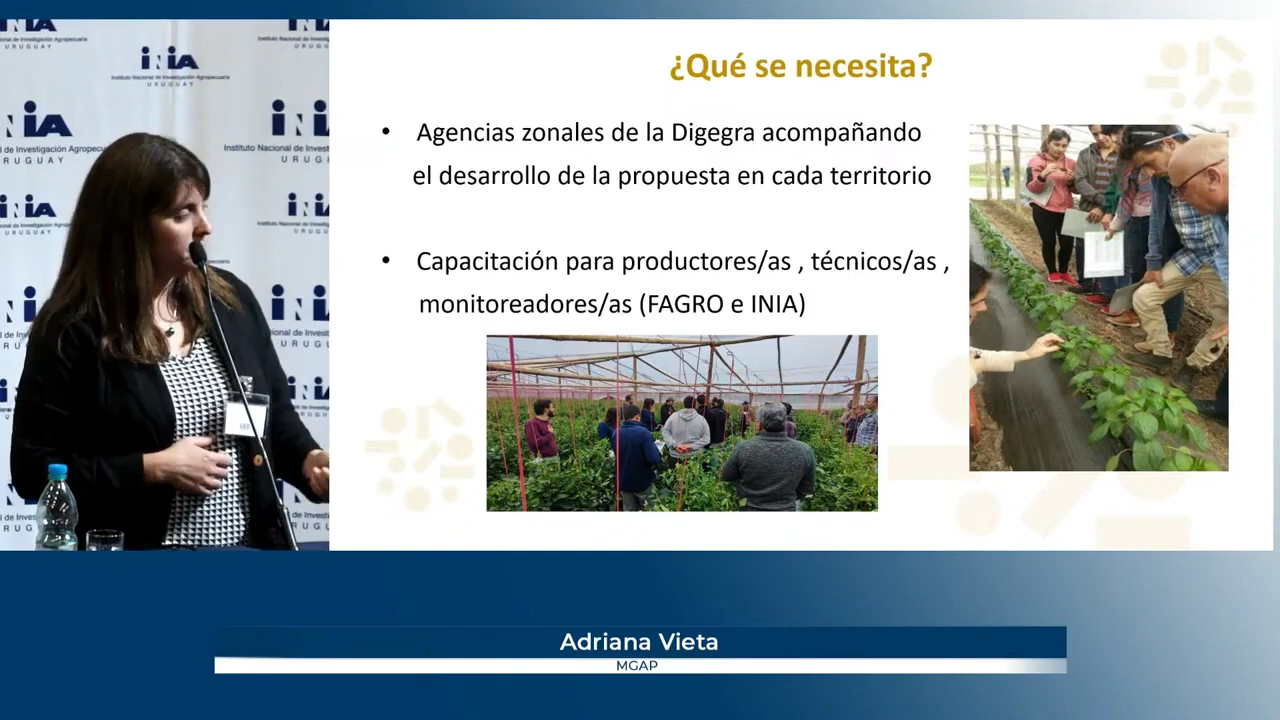 INIA
Instituto Nacional de Investigación Agropecuaria
URUGUAY
¿Qué se necesita?
• Agencias zonales de la Digegra acompañando
el desarrollo de la propuesta en cada territorio
• Capacitación para productores/as , técnicos/as ,
monitoreadores/as (FAGRO e INIA)
Adriana Vieta
MGAP